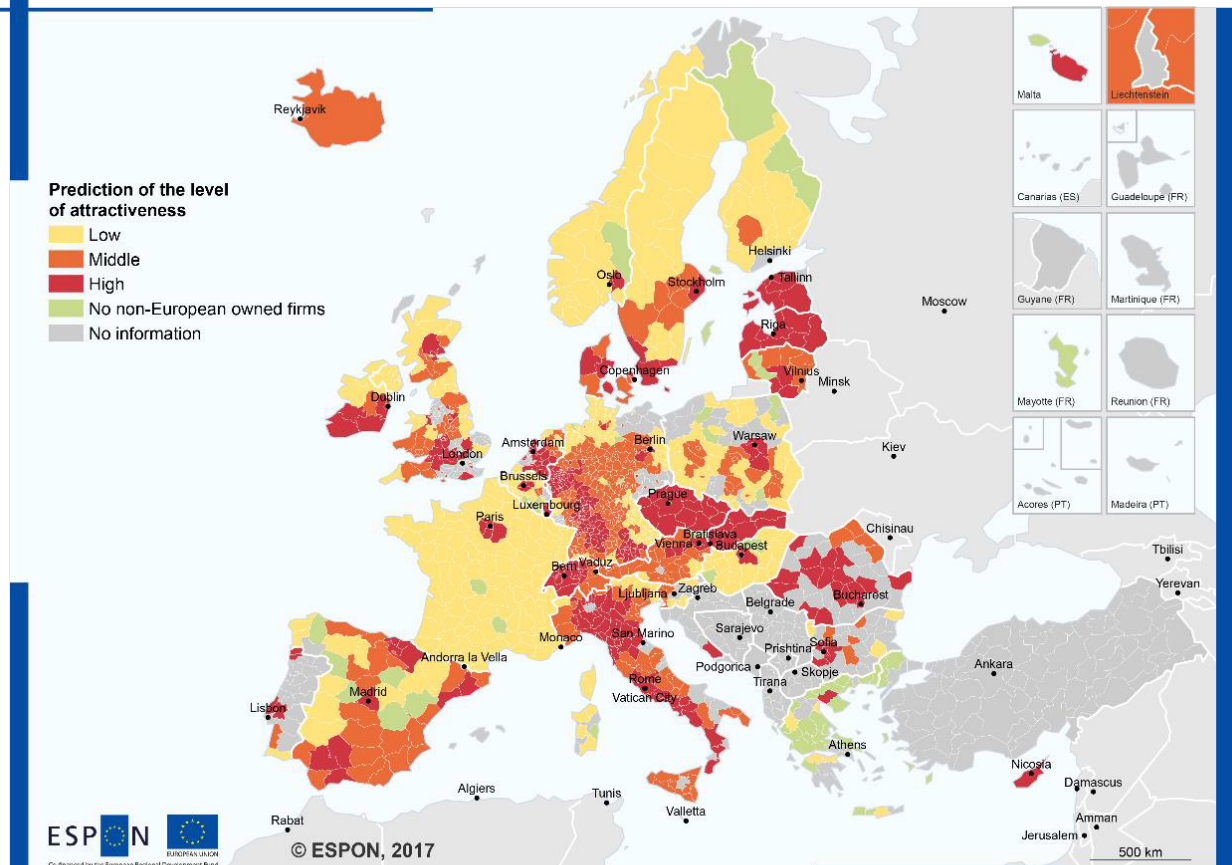 Reykjavik
Prediction of the level
of attractiveness
Low
Middle
High
No non-European owned firms
No information
Oslo
Stockholm
Helsinki
Tallinn
Riga
Moscow
Copenhagen
Vilnius
Minsk
Doblin
London
Amsterdam
Berlin
Warsaw
Brussels
Kiev
Luxembourg
Prague
Paris
Chisinau
Bratislava
Vienna
Budapest
Bern
Vaduz
Tbilisi
Yerevan
Ljubljana
Zagreb
Belgrade
Bucharest
Monaco
San Marino
Sarajevo
Prishtina
Sofia
Andorra la Vella
Podgorica
Skopje
Rome
Vatican City
Tirana
Ankara
Madrid
Lisbon
Athens
Nicosia
Algiers
Tunis
Valletta
Damascus
Rabat
Amman
Jerusalem
Malta
Liechtenstein
Canarias (ES)
Guadeloupe (FR)
Guyane (FR)
Martinique (FR)
Mayotte (FR)
Reunion (FR)
Acores (PT)
Madeira (PT)
ESPON
EUROPEAN UNION
© ESPON, 2017
500 km